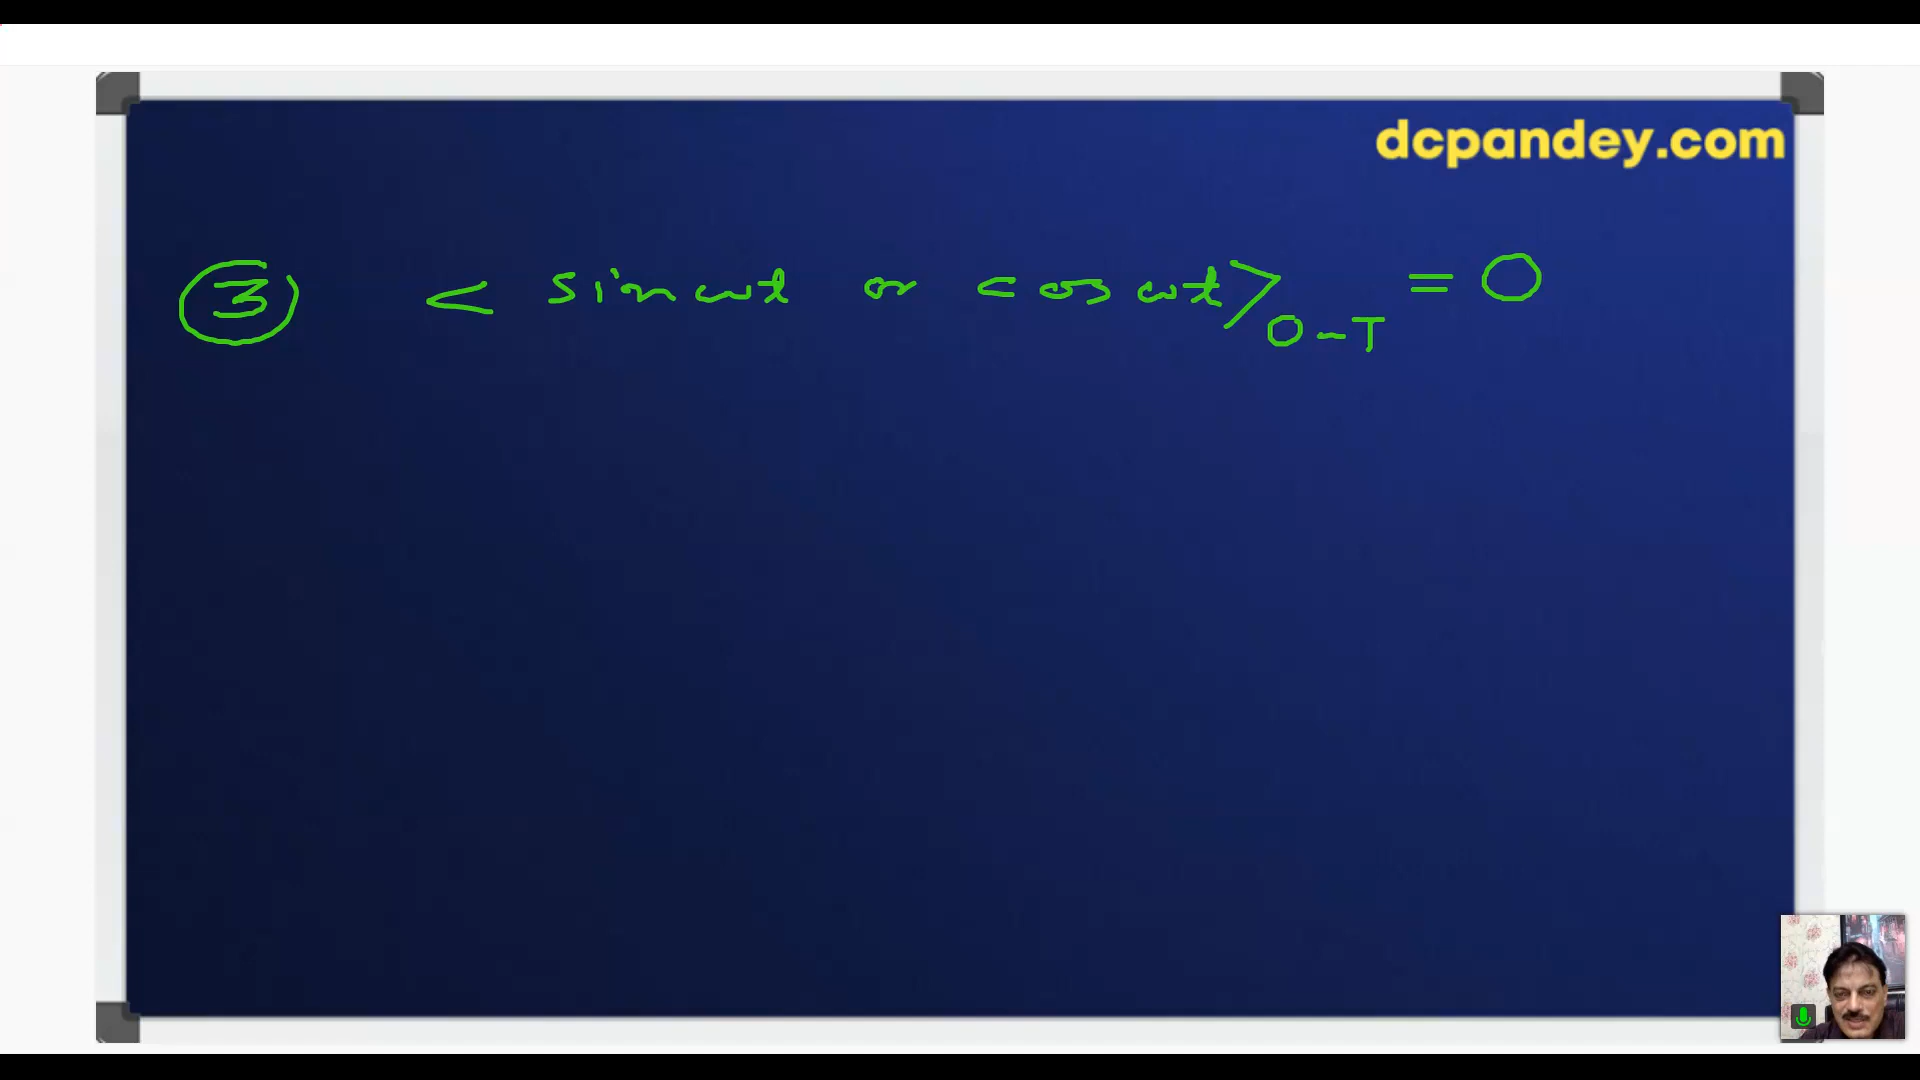 dcpandey.com
③ < sin ωt or cos ωt >₀₋T = 0